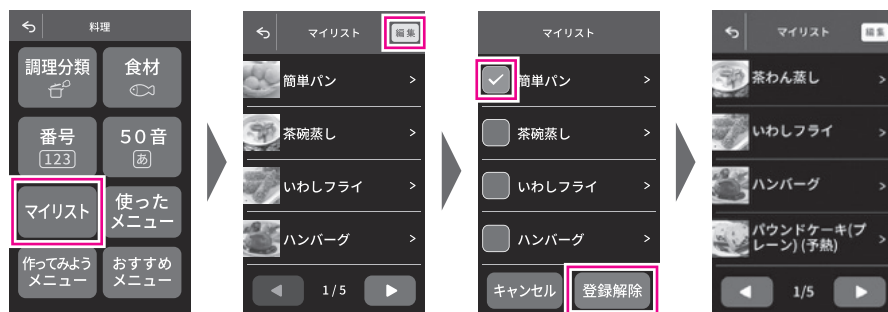 料理
調理分類
食材
番号
123
50音
あ
マイリスト
使った
メニュー
作ってみよう
メニュー
おすすめ
メニュー
マイリスト
編集
簡単パン
茶碗蒸し
いわしフライ
ハンバーグ
1/5
マイリスト
簡単パン
茶碗蒸し
いわしフライ
ハンバーグ
キャンセル
登録解除
マイリスト
編集
茶わん蒸し
いわしフライ
ハンバーグ
パウンドケーキ(プ
レーン)(予熱)
1/5